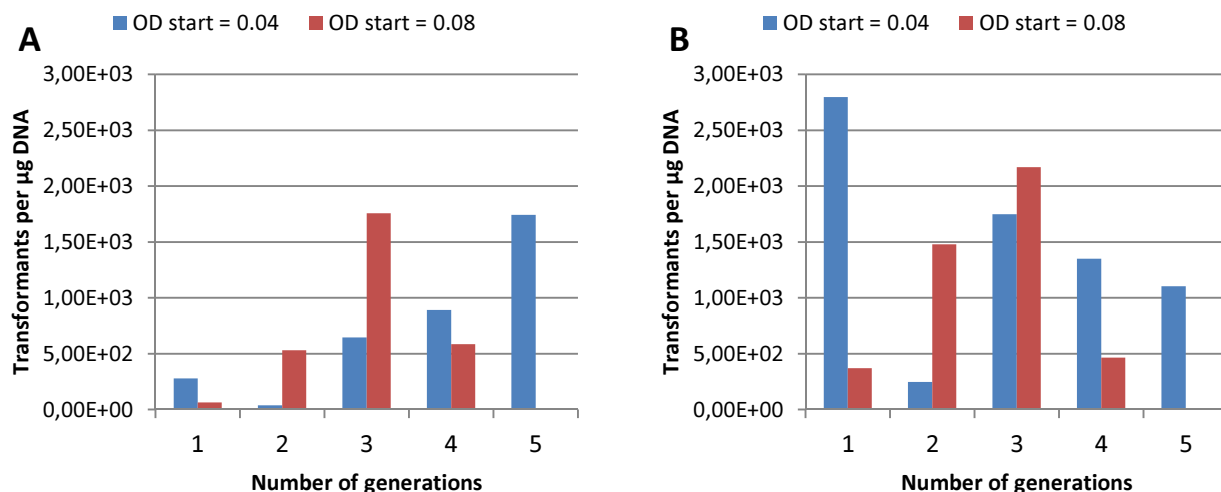 A
OD start = 0.04 OD start = 0.08
Transformants per µg DNA
3,00E+03
2,50E+03
2,00E+03
1,50E+03
1,00E+03
5,00E+02
0,00E+00
1 2 3 4 5
Number of generations
B
OD start = 0.04 OD start = 0.08
Transformants per µg DNA
3,00E+03
2,50E+03
2,00E+03
1,50E+03
1,00E+03
5,00E+02
0,00E+00
1 2 3 4 5
Number of generations